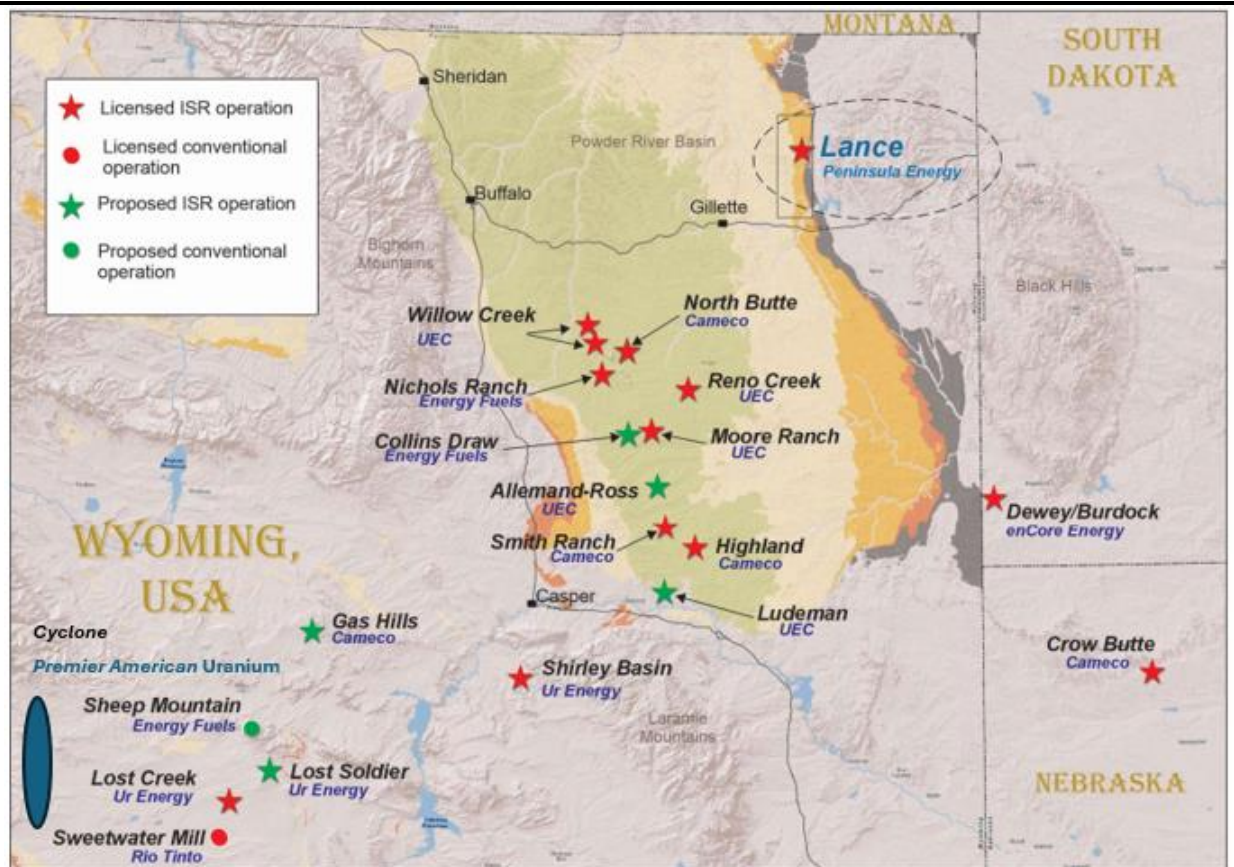 MONTANA
SOUTH
DAKOTA
Sheridan
Licensed ISR operation
Licensed conventional
operation
Proposed ISR operation
Proposed conventional
operation
Powder River Basin
Lance
Peninsula Energy
Buffalo
Gillette
Bighorn
Mountains
Black Hills
Willow Creek
UEC
North Butte
Cameco
Nichols Ranch
Energy Fuels
Reno Creek
UEC
Collins Draw
Energy Fuels
Moore Ranch
UEC
Allemand-Ross
UEC
Dewey/Burdock
enCore Energy
Smith Ranch
Cameco
Highland
Cameco
WYOMING,
USA
Casper
Ludeman
UEC
Gas Hills
Cameco
Cyclone
Premier American Uranium
Crow Butte
Cameco
Shirley Basin
Ur Energy
Sheep Mountain
Energy Fuels
Laramie
Mountains
Lost Creek
Ur Energy
Lost Soldier
Ur Energy
NEBRASKA
Sweetwater Mill
Rio Tinto